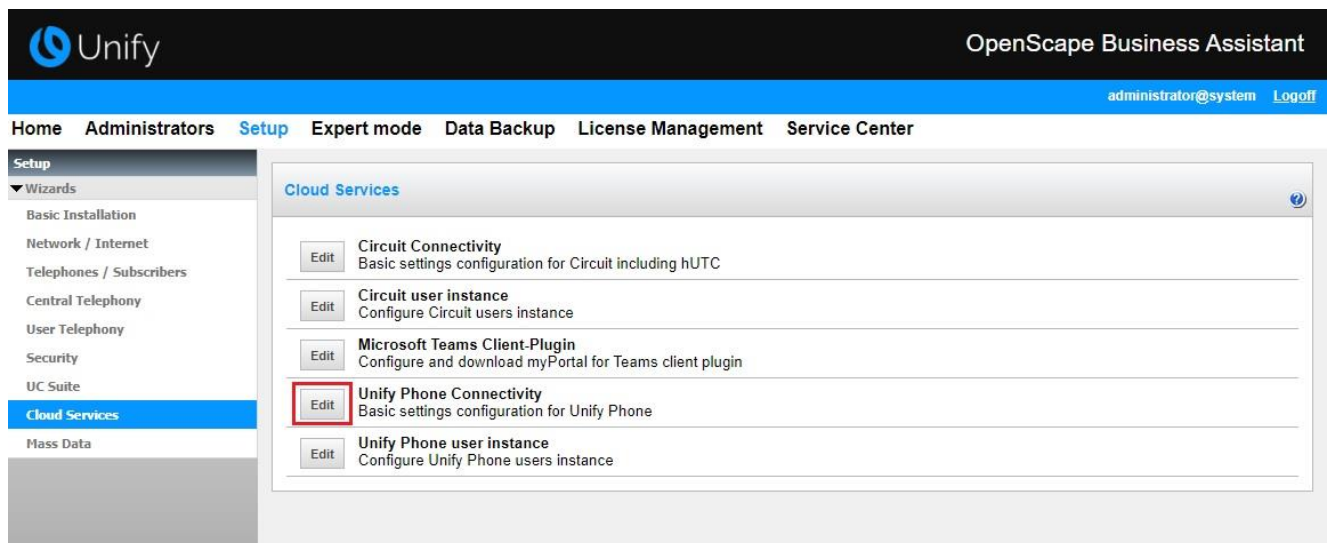 Unify
OpenScape Business Assistant
administrator@system Logoff
Home Administrators Setup Expert mode Data Backup License Management Service Center
Setup
Wizards
Basic Installation
Network / Internet
Telephones / Subscribers
Central Telephony
User Telephony
Security
UC Suite
Cloud Services
Mass Data
Cloud Services
?
Edit
Circuit Connectivity
Basic settings configuration for Circuit including hUTC
Edit
Circuit user instance
Configure Circuit users instance
Edit
Microsoft Teams Client-Plugin
Configure and download myPortal for Teams client plugin
Edit
Unify Phone Connectivity
Basic settings configuration for Unify Phone
Edit
Unify Phone user instance
Configure Unify Phone users instance